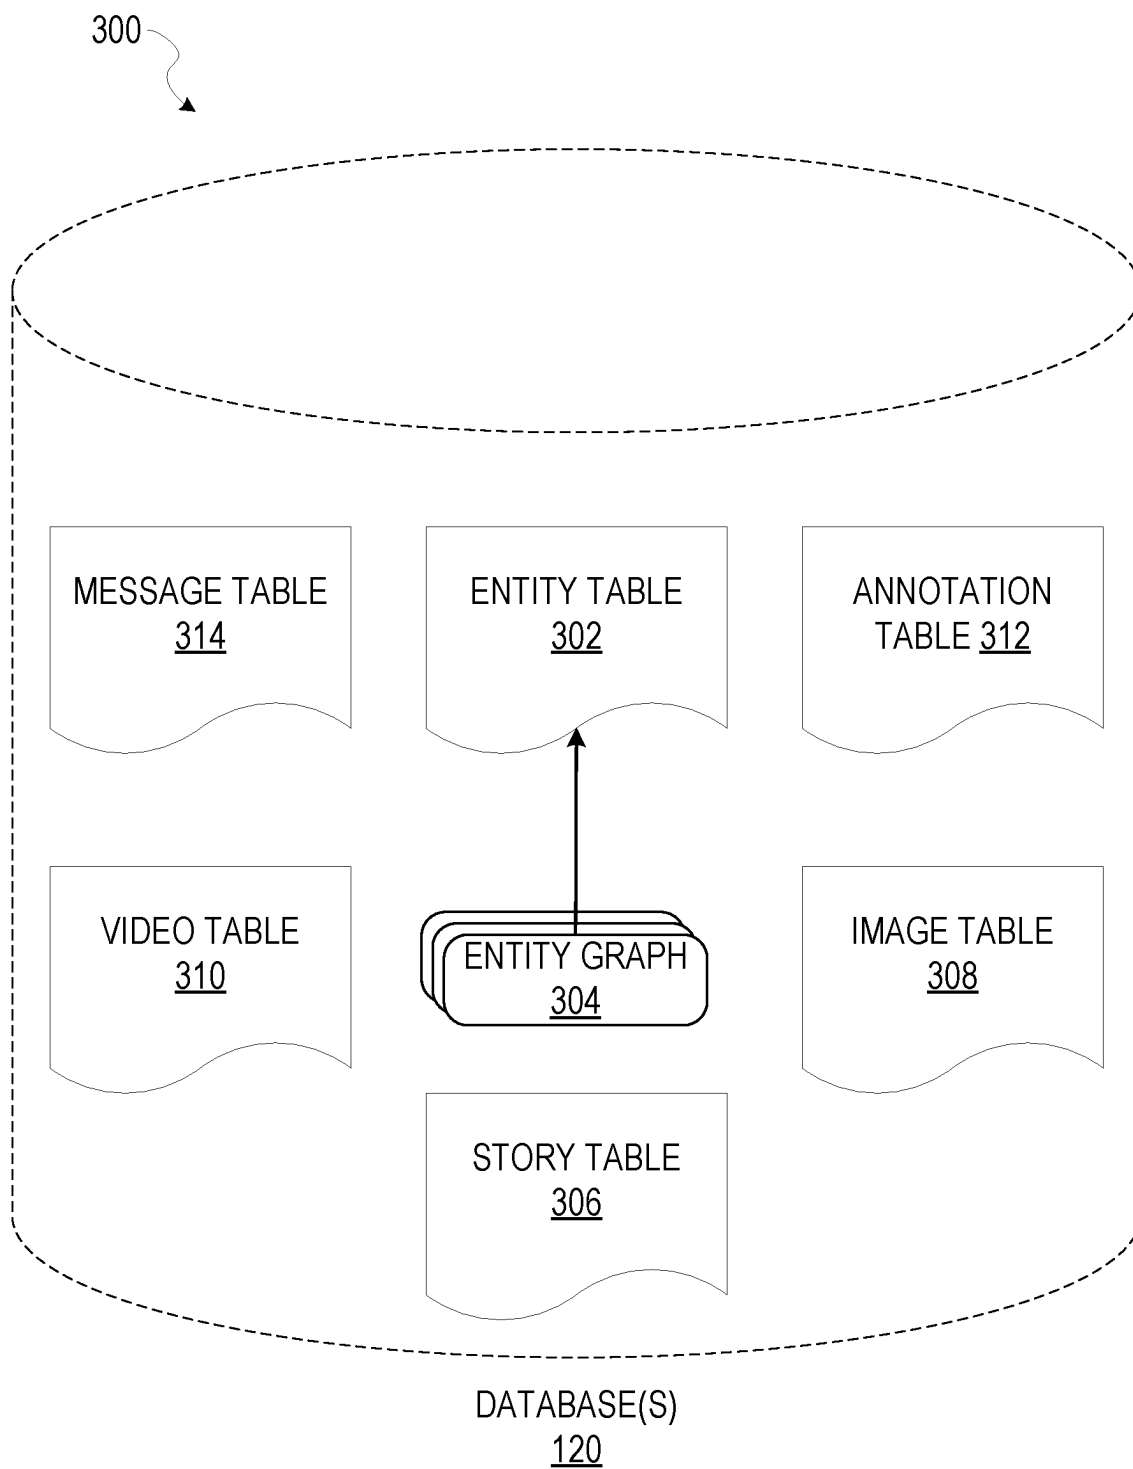 300
MESSAGE TABLE
314
ENTITY TABLE
302
ANNOTATION
TABLE 312
VIDEO TABLE
310
ENTITY GRAPH
304
IMAGE TABLE
308
STORY TABLE
306
DATABASE(S)
120